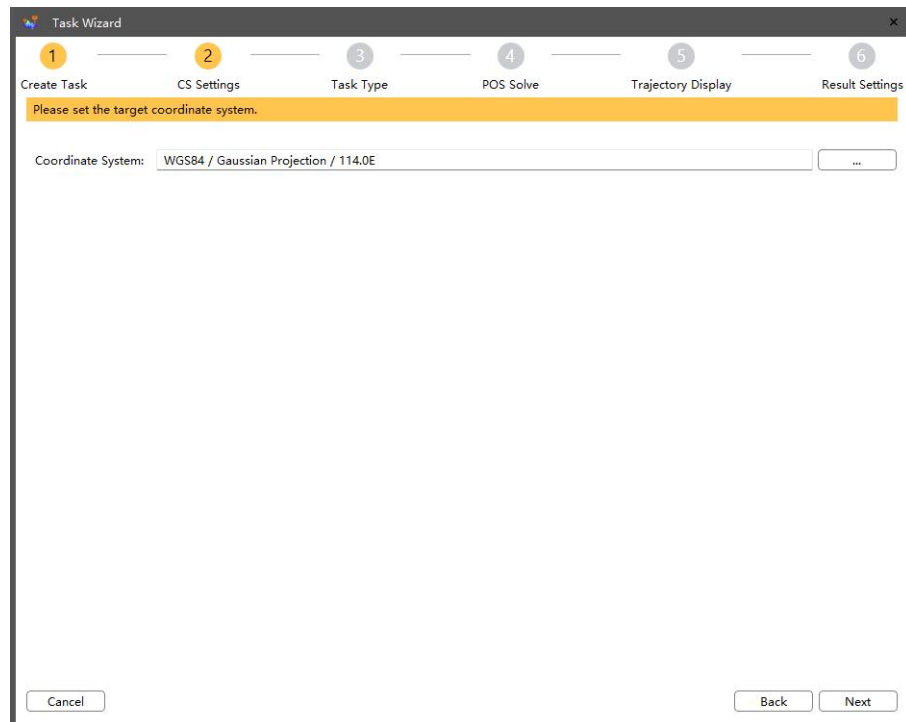 Task Wizard ×
1 2 3 4 5 6
Create Task CS Settings Task Type POS Solve Trajectory Display Result Settings
Please set the target coordinate system.
Coordinate System: WGS84 / Gaussian Projection / 114.0E ...
Cancel Back Next